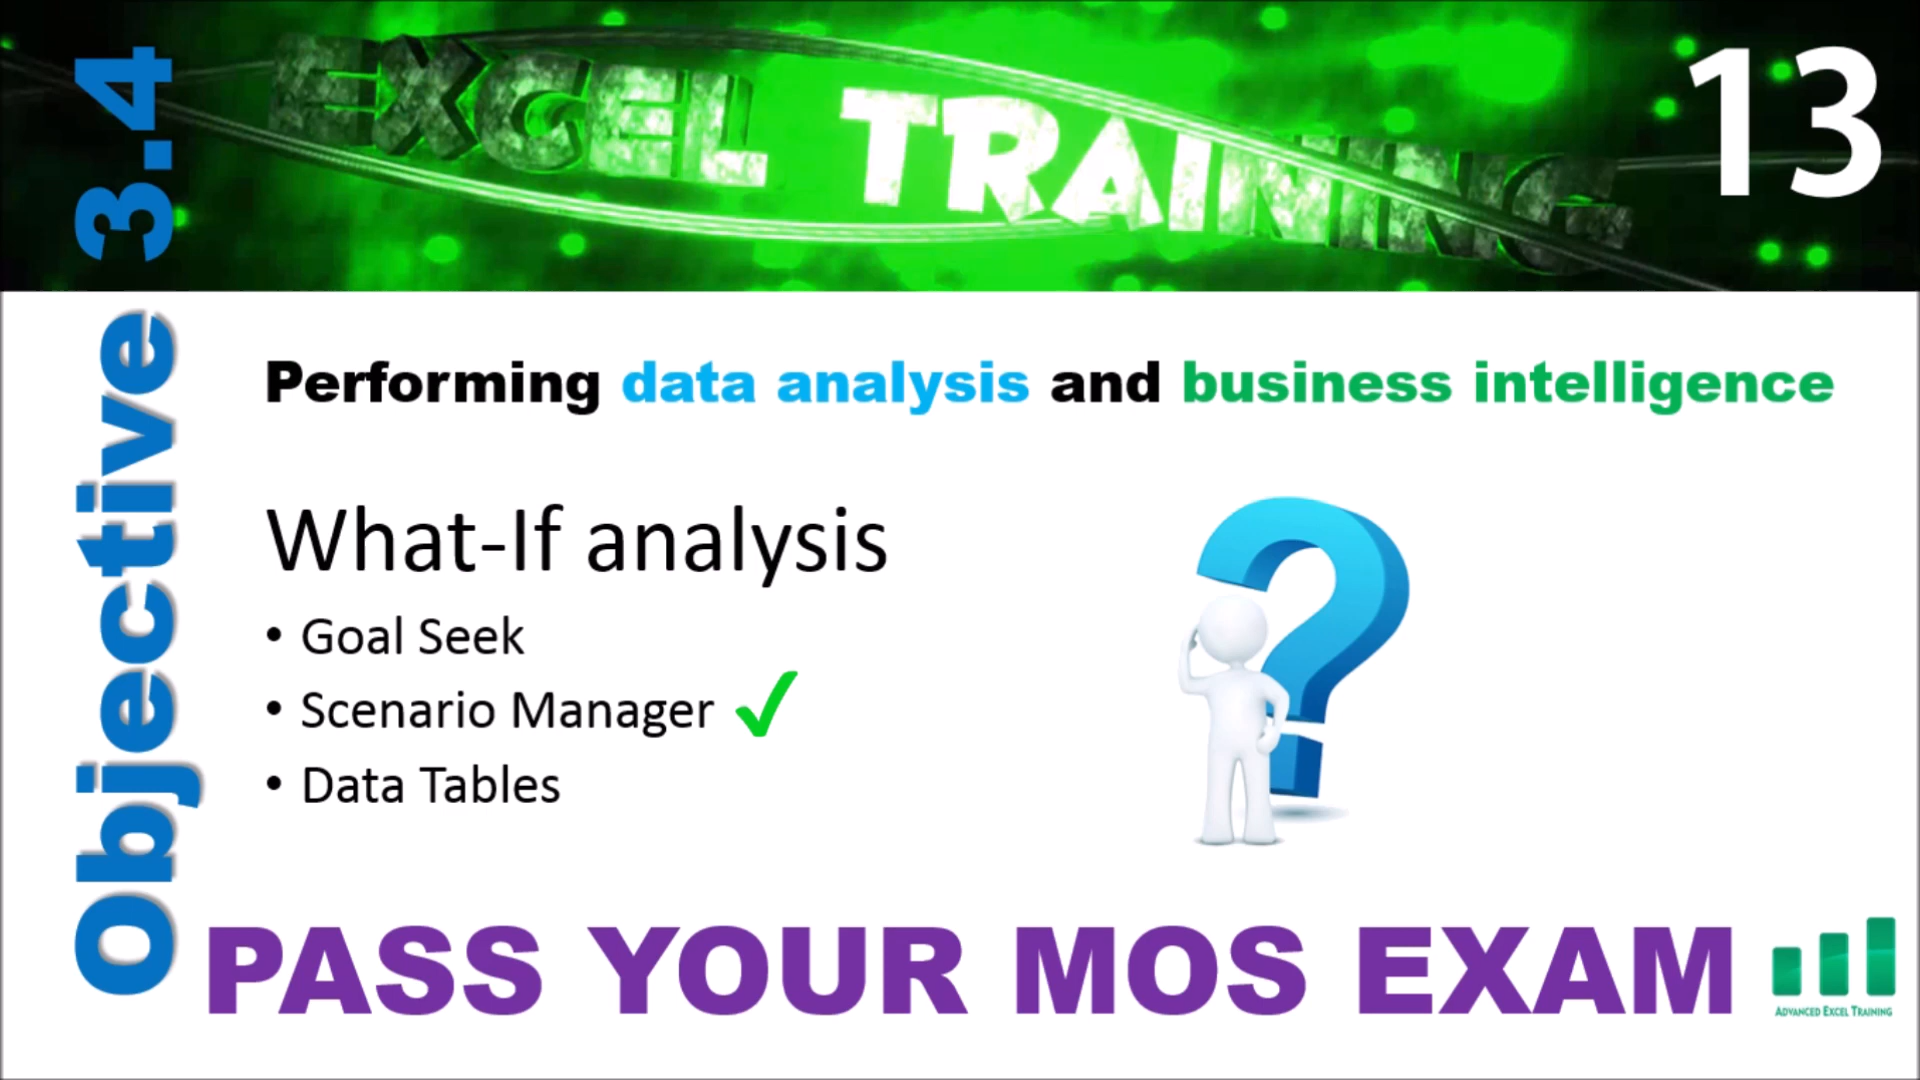 EXCEL TRAINING
13
Objective 3.4
Performing data analysis and business intelligence
What-If analysis
• Goal Seek
• Scenario Manager ✓
• Data Tables
PASS YOUR MOS EXAM
ADVANCED EXCEL TRAINING